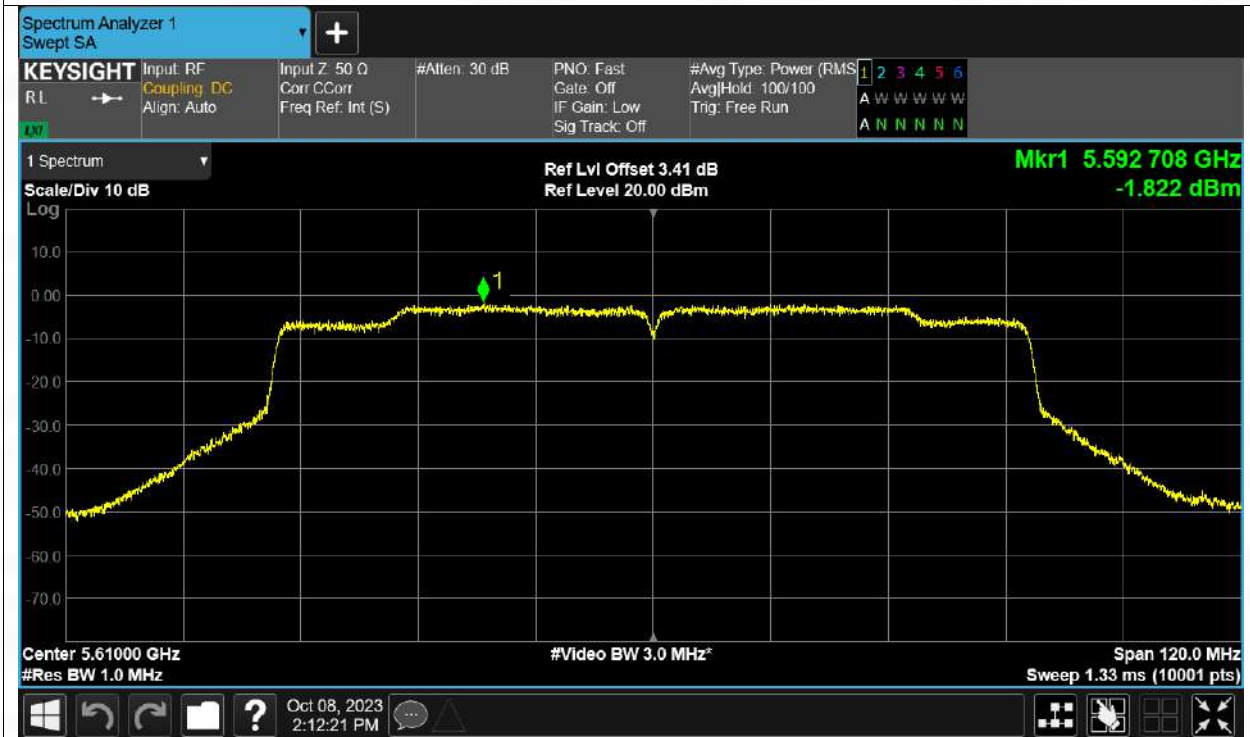 Spectrum Analyzer 1
Swept SA
+
KEYSIGHT
RL
LXI
Input: RF
Coupling: DC
Align: Auto
Input Z: 50 Ω
Corr CCorr
Freq Ref: Int (S)
#Atten: 30 dB
PNO: Fast
Gate: Off
IF Gain: Low
Sig Track: Off
#Avg Type: Power (RMS
Avg|Hold: 100/100
Trig: Free Run
1 2 3 4 5 6
A W W W W W
A N N N N N
1 Spectrum
Scale/Div 10 dB
Log
Ref Lvl Offset 3.41 dB
Ref Level 20.00 dBm
Mkr1 5.592 708 GHz
-1.822 dBm
10.0
0.00
-10.0
-20.0
-30.0
-40.0
-50.0
-60.0
-70.0
1
Center 5.61000 GHz
#Res BW 1.0 MHz
#Video BW 3.0 MHz*
Span 120.0 MHz
Sweep 1.33 ms (10001 pts)
?
Oct 08, 2023
2:12:21 PM